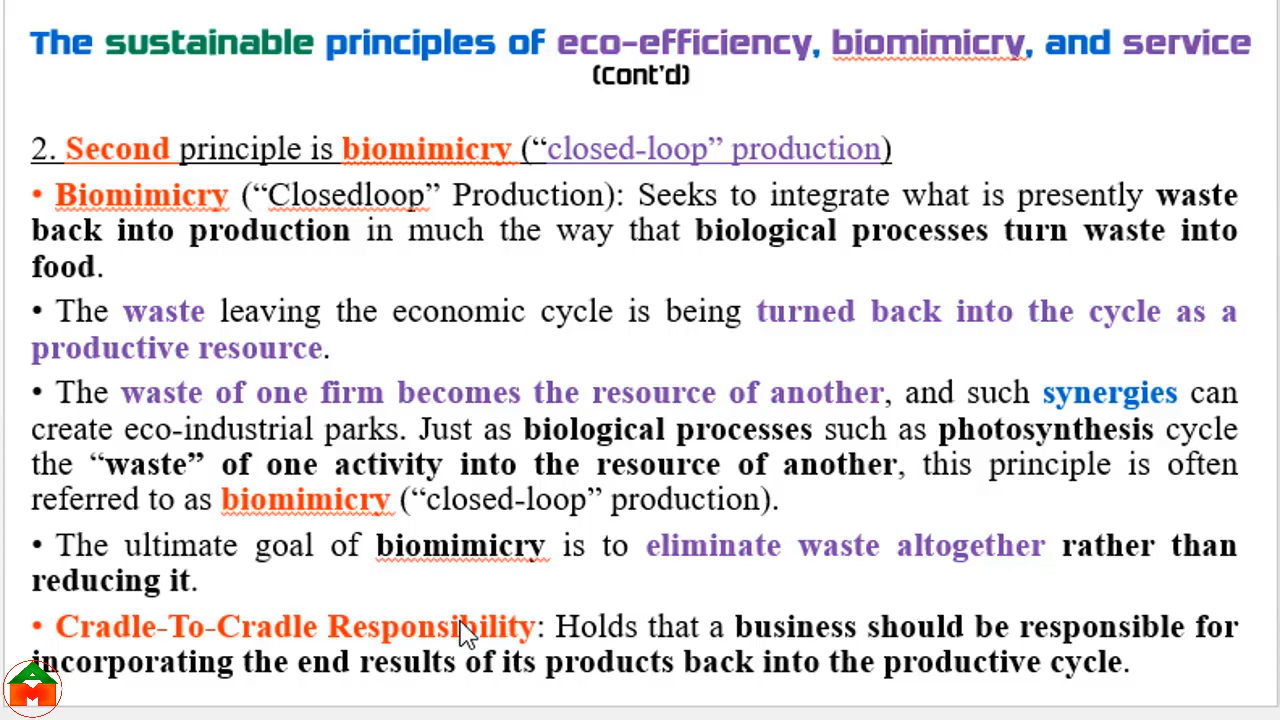 The sustainable principles of eco-efficiency, biomimicry, and service
(Cont'd)
2. Second principle is biomimicry (“closed-loop” production)
• Biomimicry (“Closedloop” Production): Seeks to integrate what is presently waste
back into production in much the way that biological processes turn waste into
food.
• The waste leaving the economic cycle is being turned back into the cycle as a
productive resource.
• The waste of one firm becomes the resource of another, and such synergies can
create eco-industrial parks. Just as biological processes such as photosynthesis cycle
the “waste” of one activity into the resource of another, this principle is often
referred to as biomimicry (“closed-loop” production).
• The ultimate goal of biomimicry is to eliminate waste altogether rather than
reducing it.
• Cradle-To-Cradle Responsibility: Holds that a business should be responsible for
incorporating the end results of its products back into the productive cycle.
M